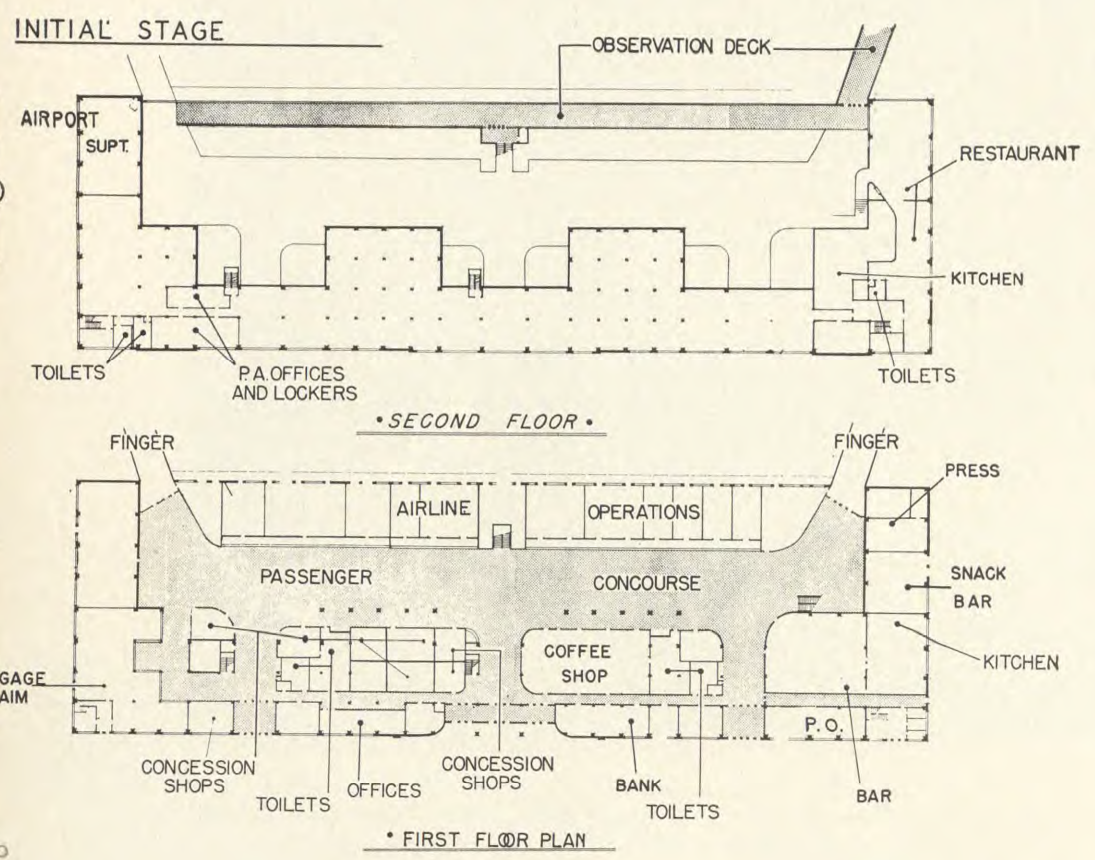 INITIAL STAGE
OBSERVATION DECK
AIRPORT
SUPT.
RESTAURANT
KITCHEN
TOILETS
P.A. OFFICES
AND LOCKERS
TOILETS
• SECOND FLOOR •
FINGER
FINGER
PRESS
AIRLINE
OPERATIONS
PASSENGER
CONCOURSE
SNACK
BAR
COFFEE
SHOP
KITCHEN
GAGE
AIM
P.O.
CONCESSION
SHOPS
TOILETS
OFFICES
CONCESSION
SHOPS
BANK
TOILETS
BAR
• FIRST FLOOR PLAN